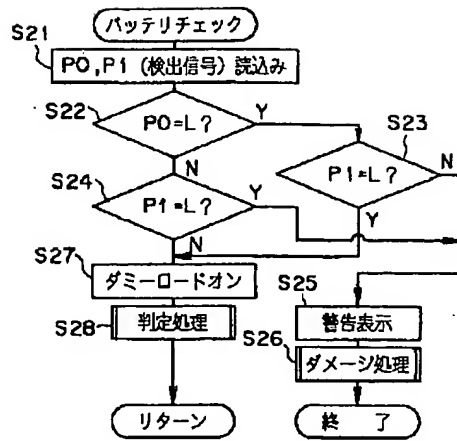 バッテリチェック
S21
P0,P1(検出信号)読込み
S22
P0=L?
Y
S23
N
P1=L?
N
S24
P1=L?
Y
Y
N
S27
ダミーロードオン
S25
警告表示
S28
判定処理
S26
ダメージ処理
リターン
終 了